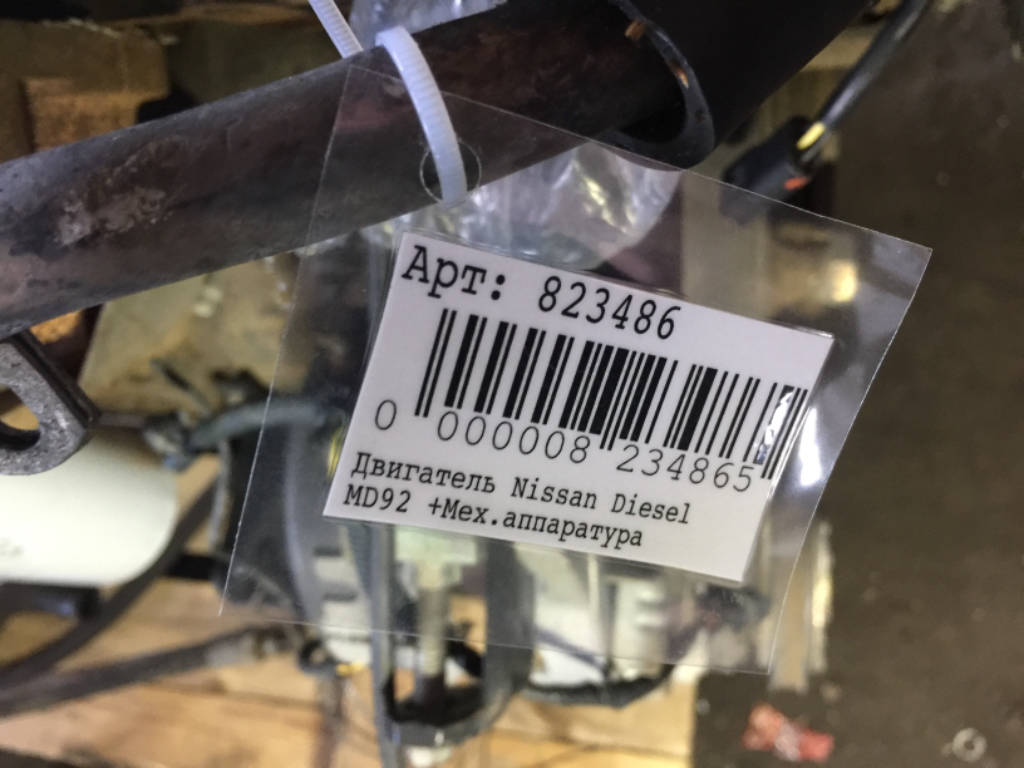 Арт: 823486
0 000008 234865
Двигатель Nissan Diesel
MD92 +Мех.аппаратура